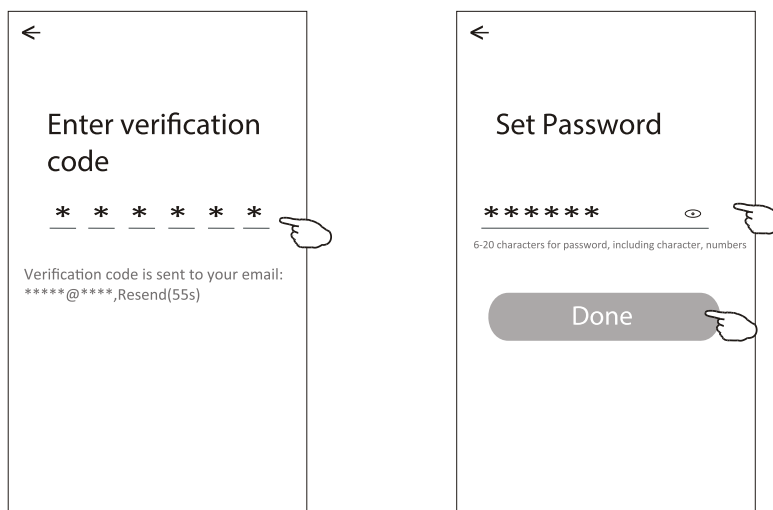 Enter verification
code
* * * * * *
Verification code is sent to your email:
*****@****,Resend(55s)
Set Password
******
6-20 characters for password, including character, numbers
Done